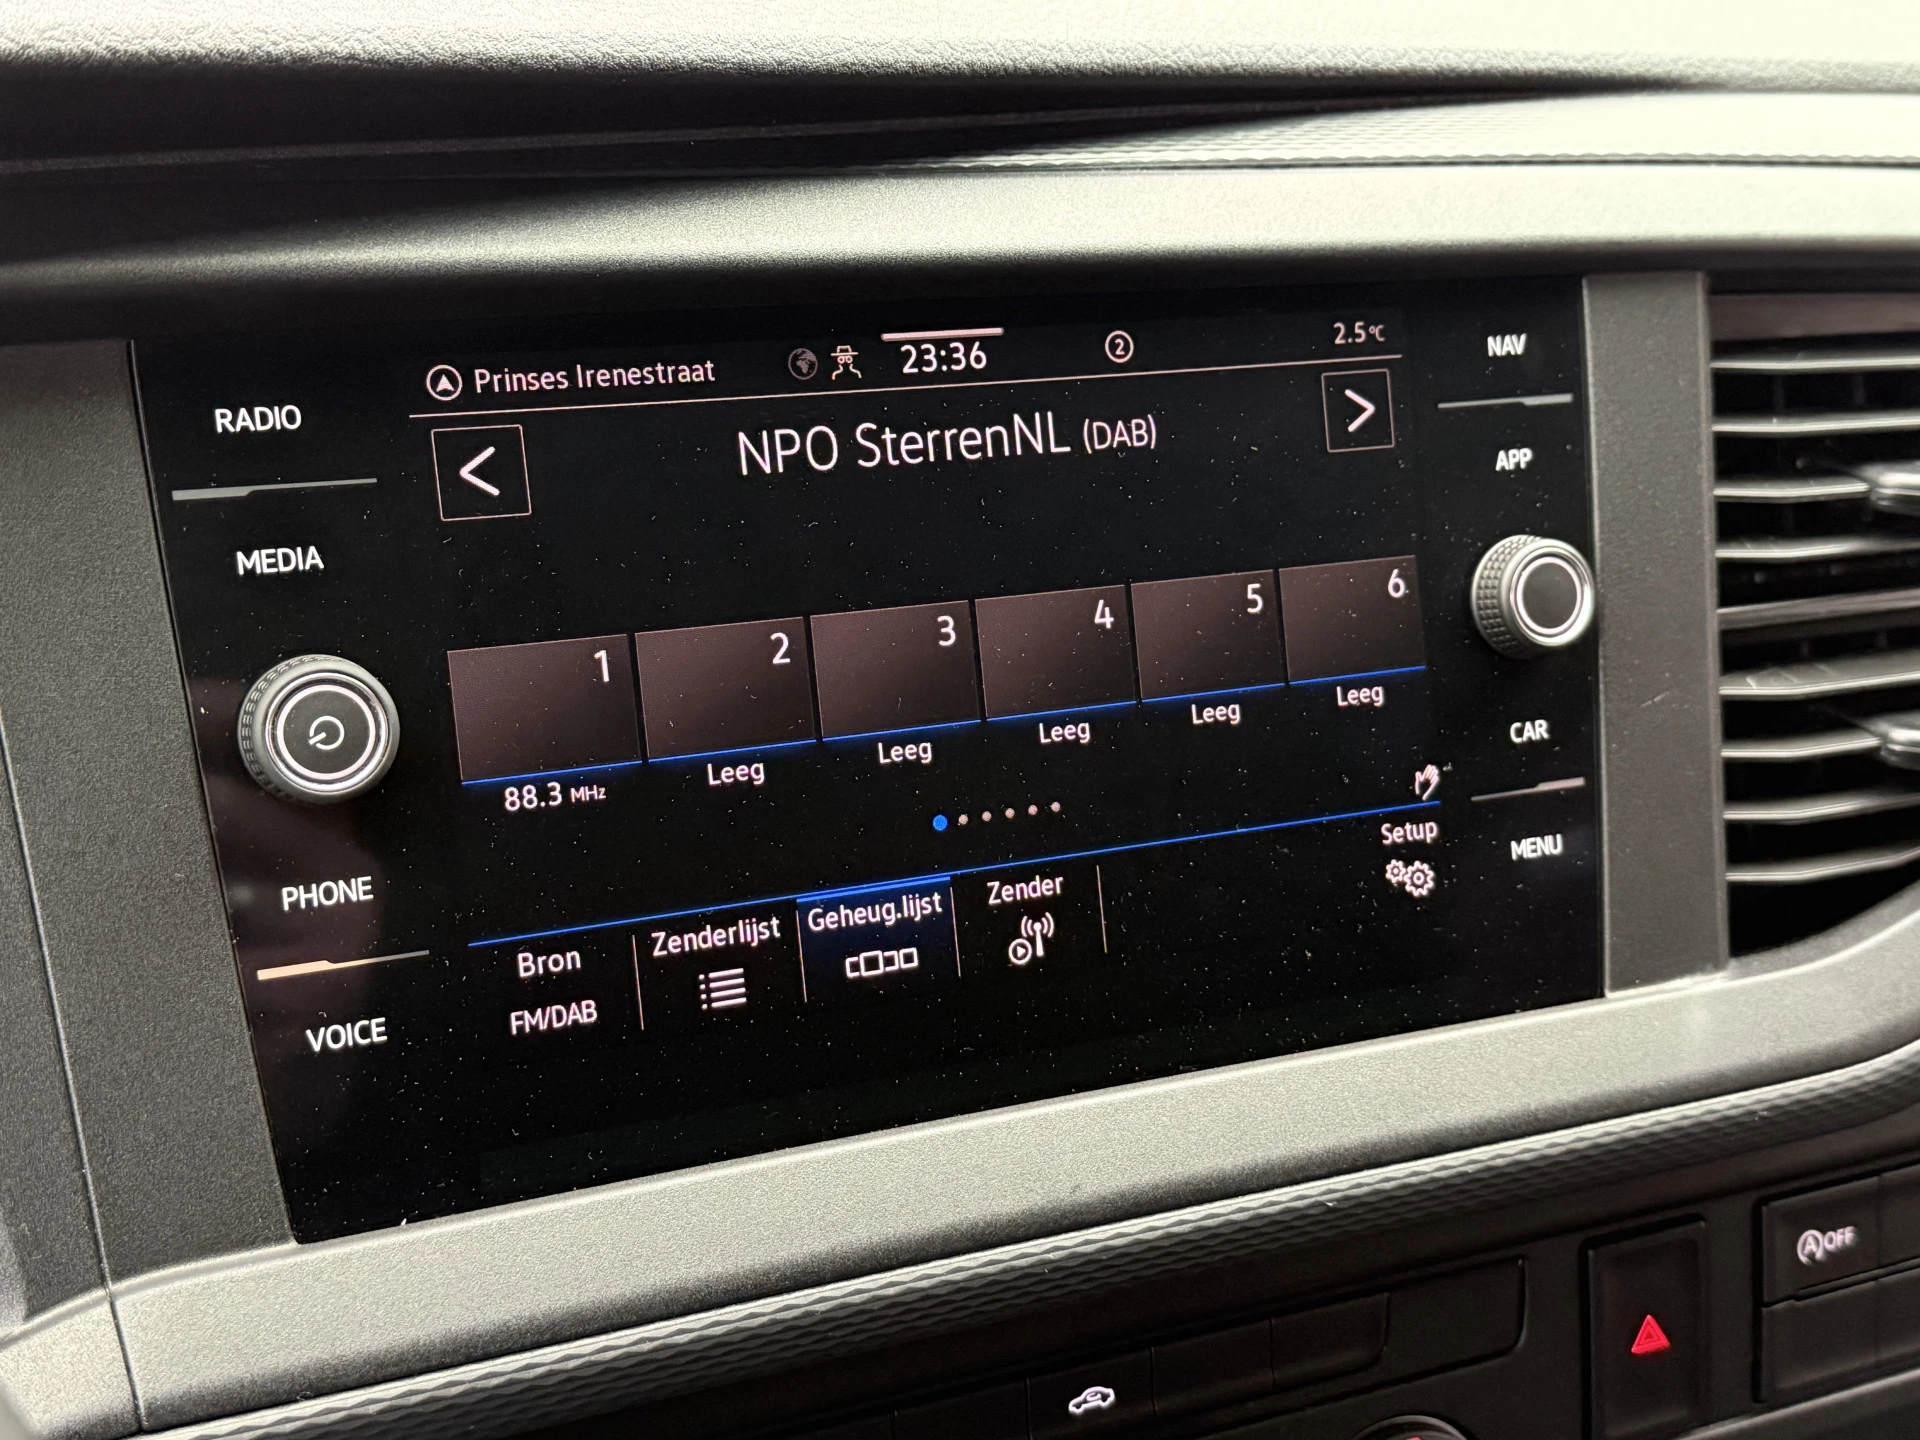 Prinses Irenestraat
23:36
2
2.5°C
NPO SterrenNL (DAB)
RADIO
MEDIA
PHONE
VOICE
NAV
APP
CAR
MENU
1
2
3
4
5
6
88.3 MHz
Leeg
Leeg
Leeg
Leeg
Leeg
Bron
FM/DAB
Zenderlijst
Geheug.lijst
Zender
Setup
A OFF